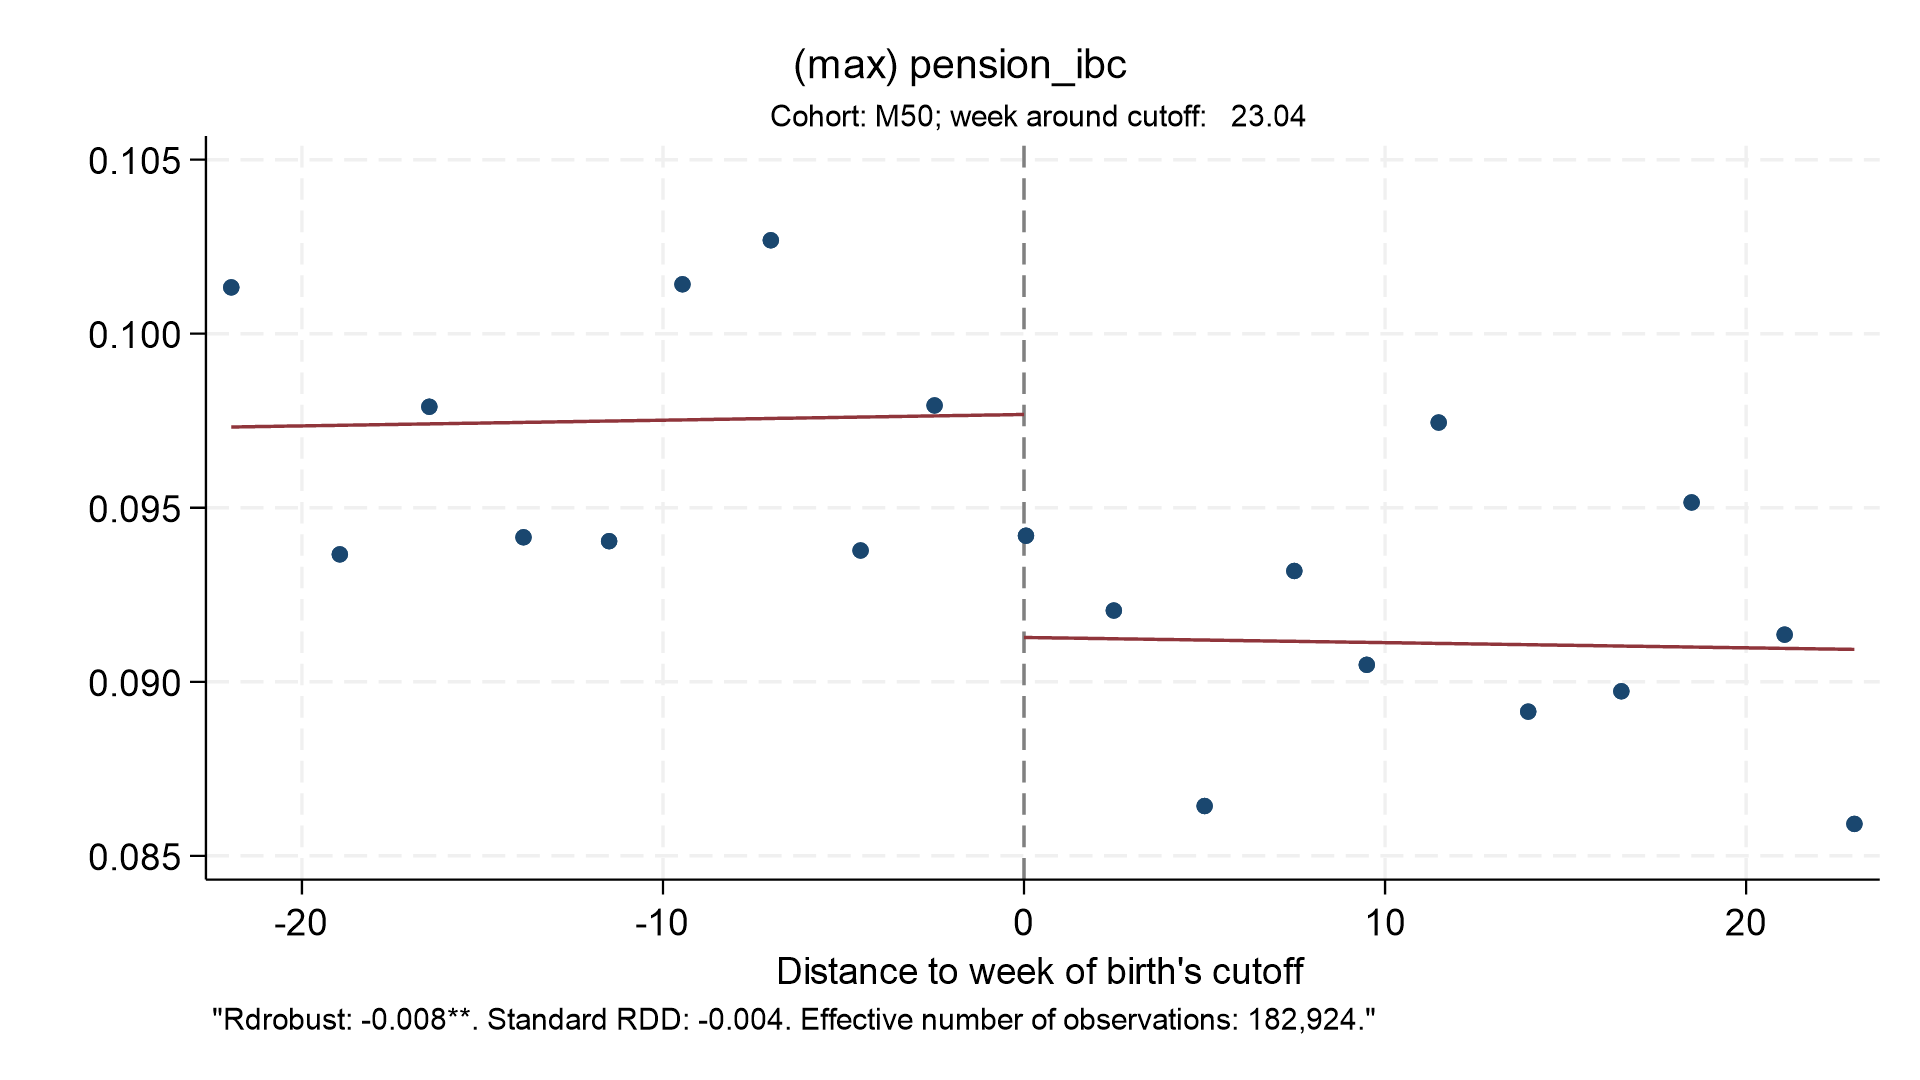 (max) pension_ibc
Cohort: M50; week around cutoff: 23.04
0.105
0.100
0.095
0.090
0.085
-20 -10 0 10 20
Distance to week of birth's cutoff
"Rdrobust: -0.008**. Standard RDD: -0.004. Effective number of observations: 182,924."